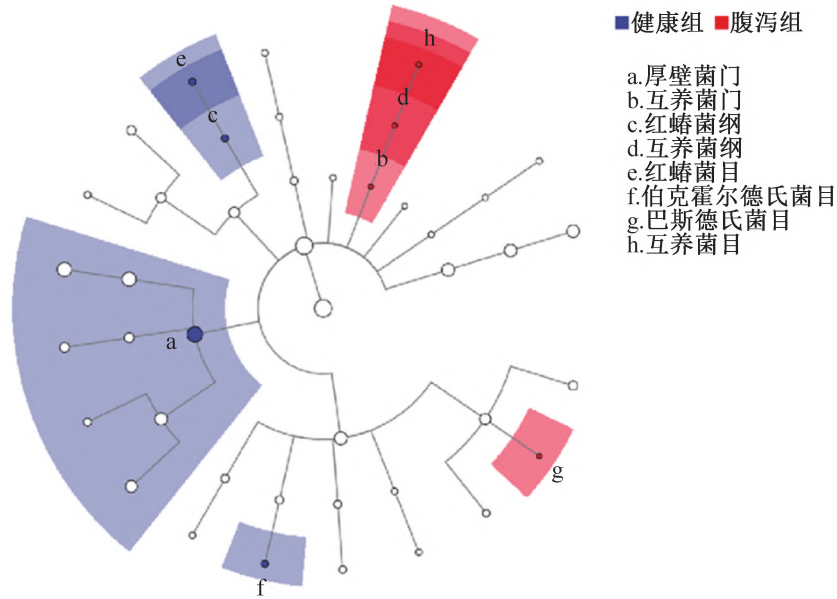 健康组 腹泻组
a.厚壁菌门
b.互养菌门
c.红蝽菌纲
d.互养菌纲
e.红蝽菌目
f.伯克霍尔德氏菌目
g.巴斯德氏菌目
h.互养菌目
h
e
d
c
b
a
g
f